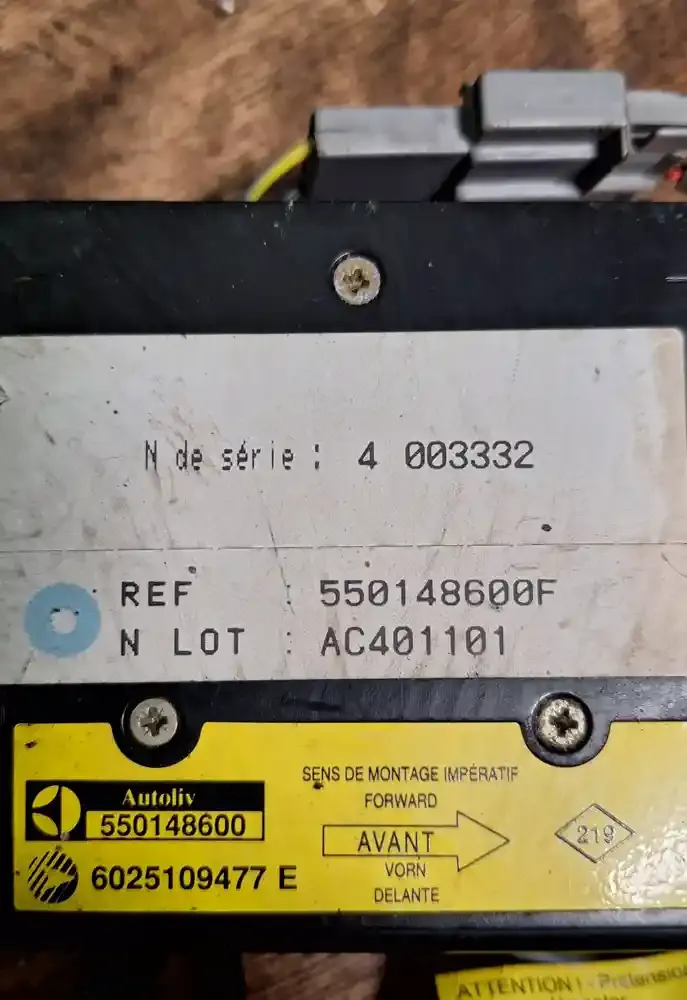 N de série : 4 003332
REF : 550148600F
N LOT : AC401101
Autoliv
550148600
6025109477 E
SENS DE MONTAGE IMPÉRATIF
FORWARD
AVANT
VORN
DELANTE
219
ATTENTION! - Pretension